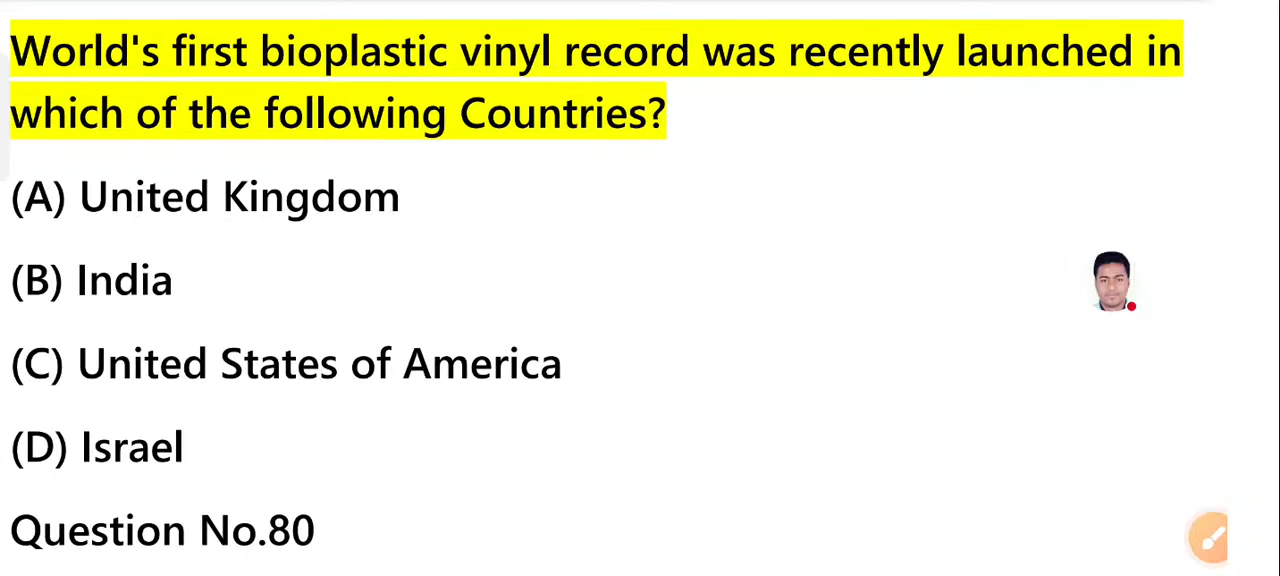 World's first bioplastic vinyl record was recently launched in
which of the following Countries?
(A) United Kingdom
(B) India
(C) United States of America
(D) Israel
Question No.80